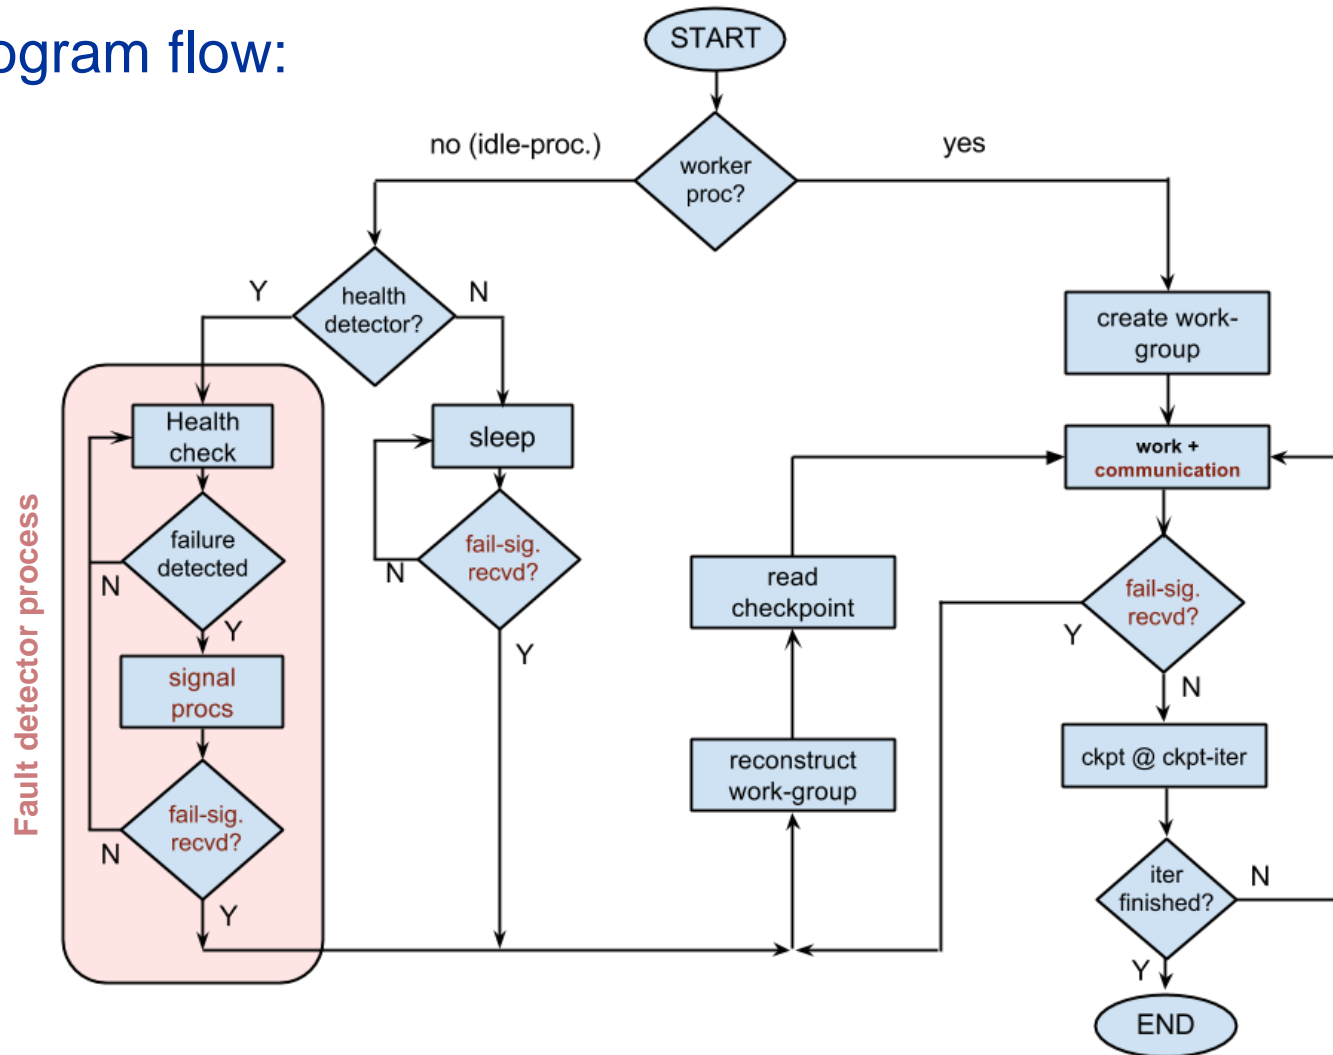 ogram flow:
START
no (idle-proc.)
yes
worker
proc?
Y
health
detector?
N
create work-
group
Health
check
sleep
work +
communication
failure
detected
N
Y
fail-sig.
recvd?
N
Y
read
checkpoint
fail-sig.
recvd?
Y
N
signal
procs
reconstruct
work-group
ckpt @ ckpt-iter
fail-sig.
recvd?
N
Y
iter
finished?
N
Y
END
Fault detector process